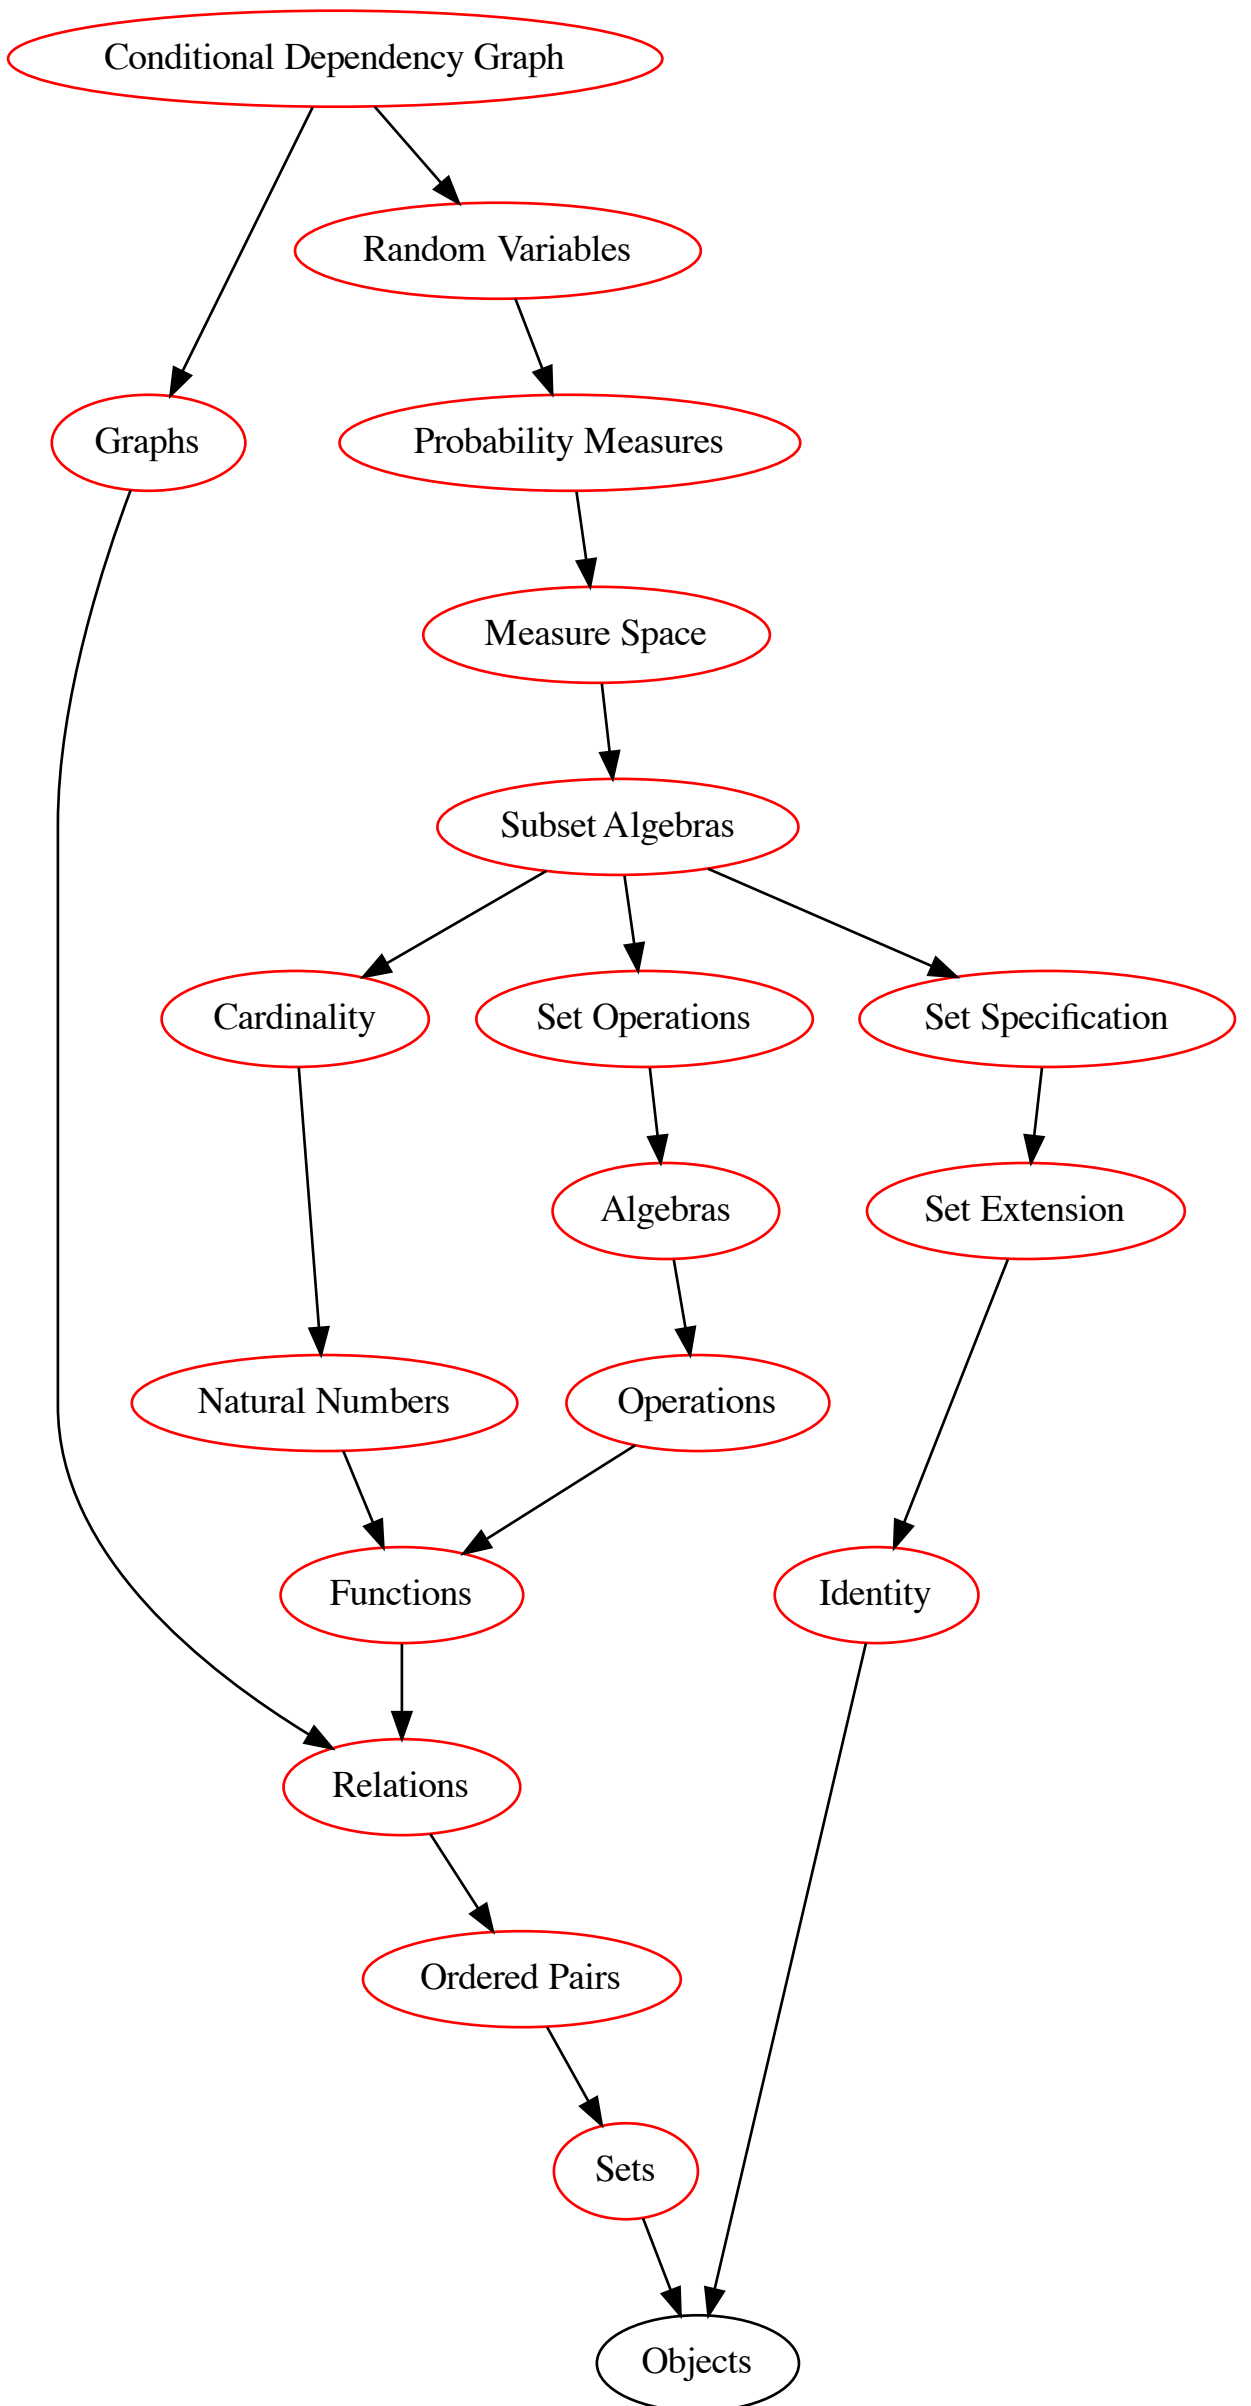 Conditional Dependency Graph
Random Variables
Graphs
Probability Measures
Measure Space
Subset Algebras
Cardinality
Set Operations
Set Specification
Algebras
Set Extension
Natural Numbers
Operations
Functions
Identity
Relations
Ordered Pairs
Sets
Objects